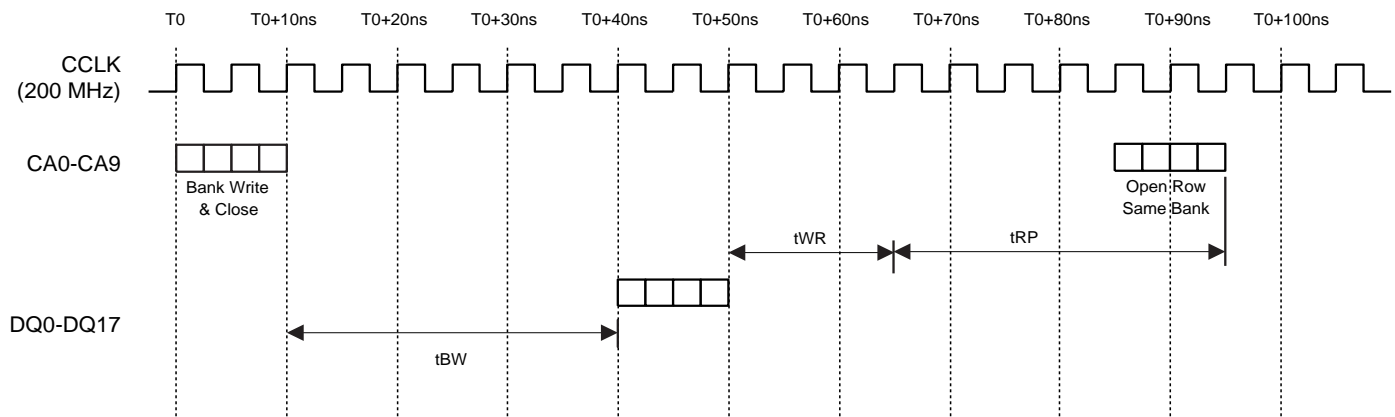 T0 T0+10ns T0+20ns T0+30ns T0+40ns T0+50ns T0+60ns T0+70ns T0+80ns T0+90ns T0+100ns
CCLK
(200 MHz)
CA0-CA9
Bank Write
& Close
Open Row
Same Bank
tWR
tRP
DQ0-DQ17
tBW